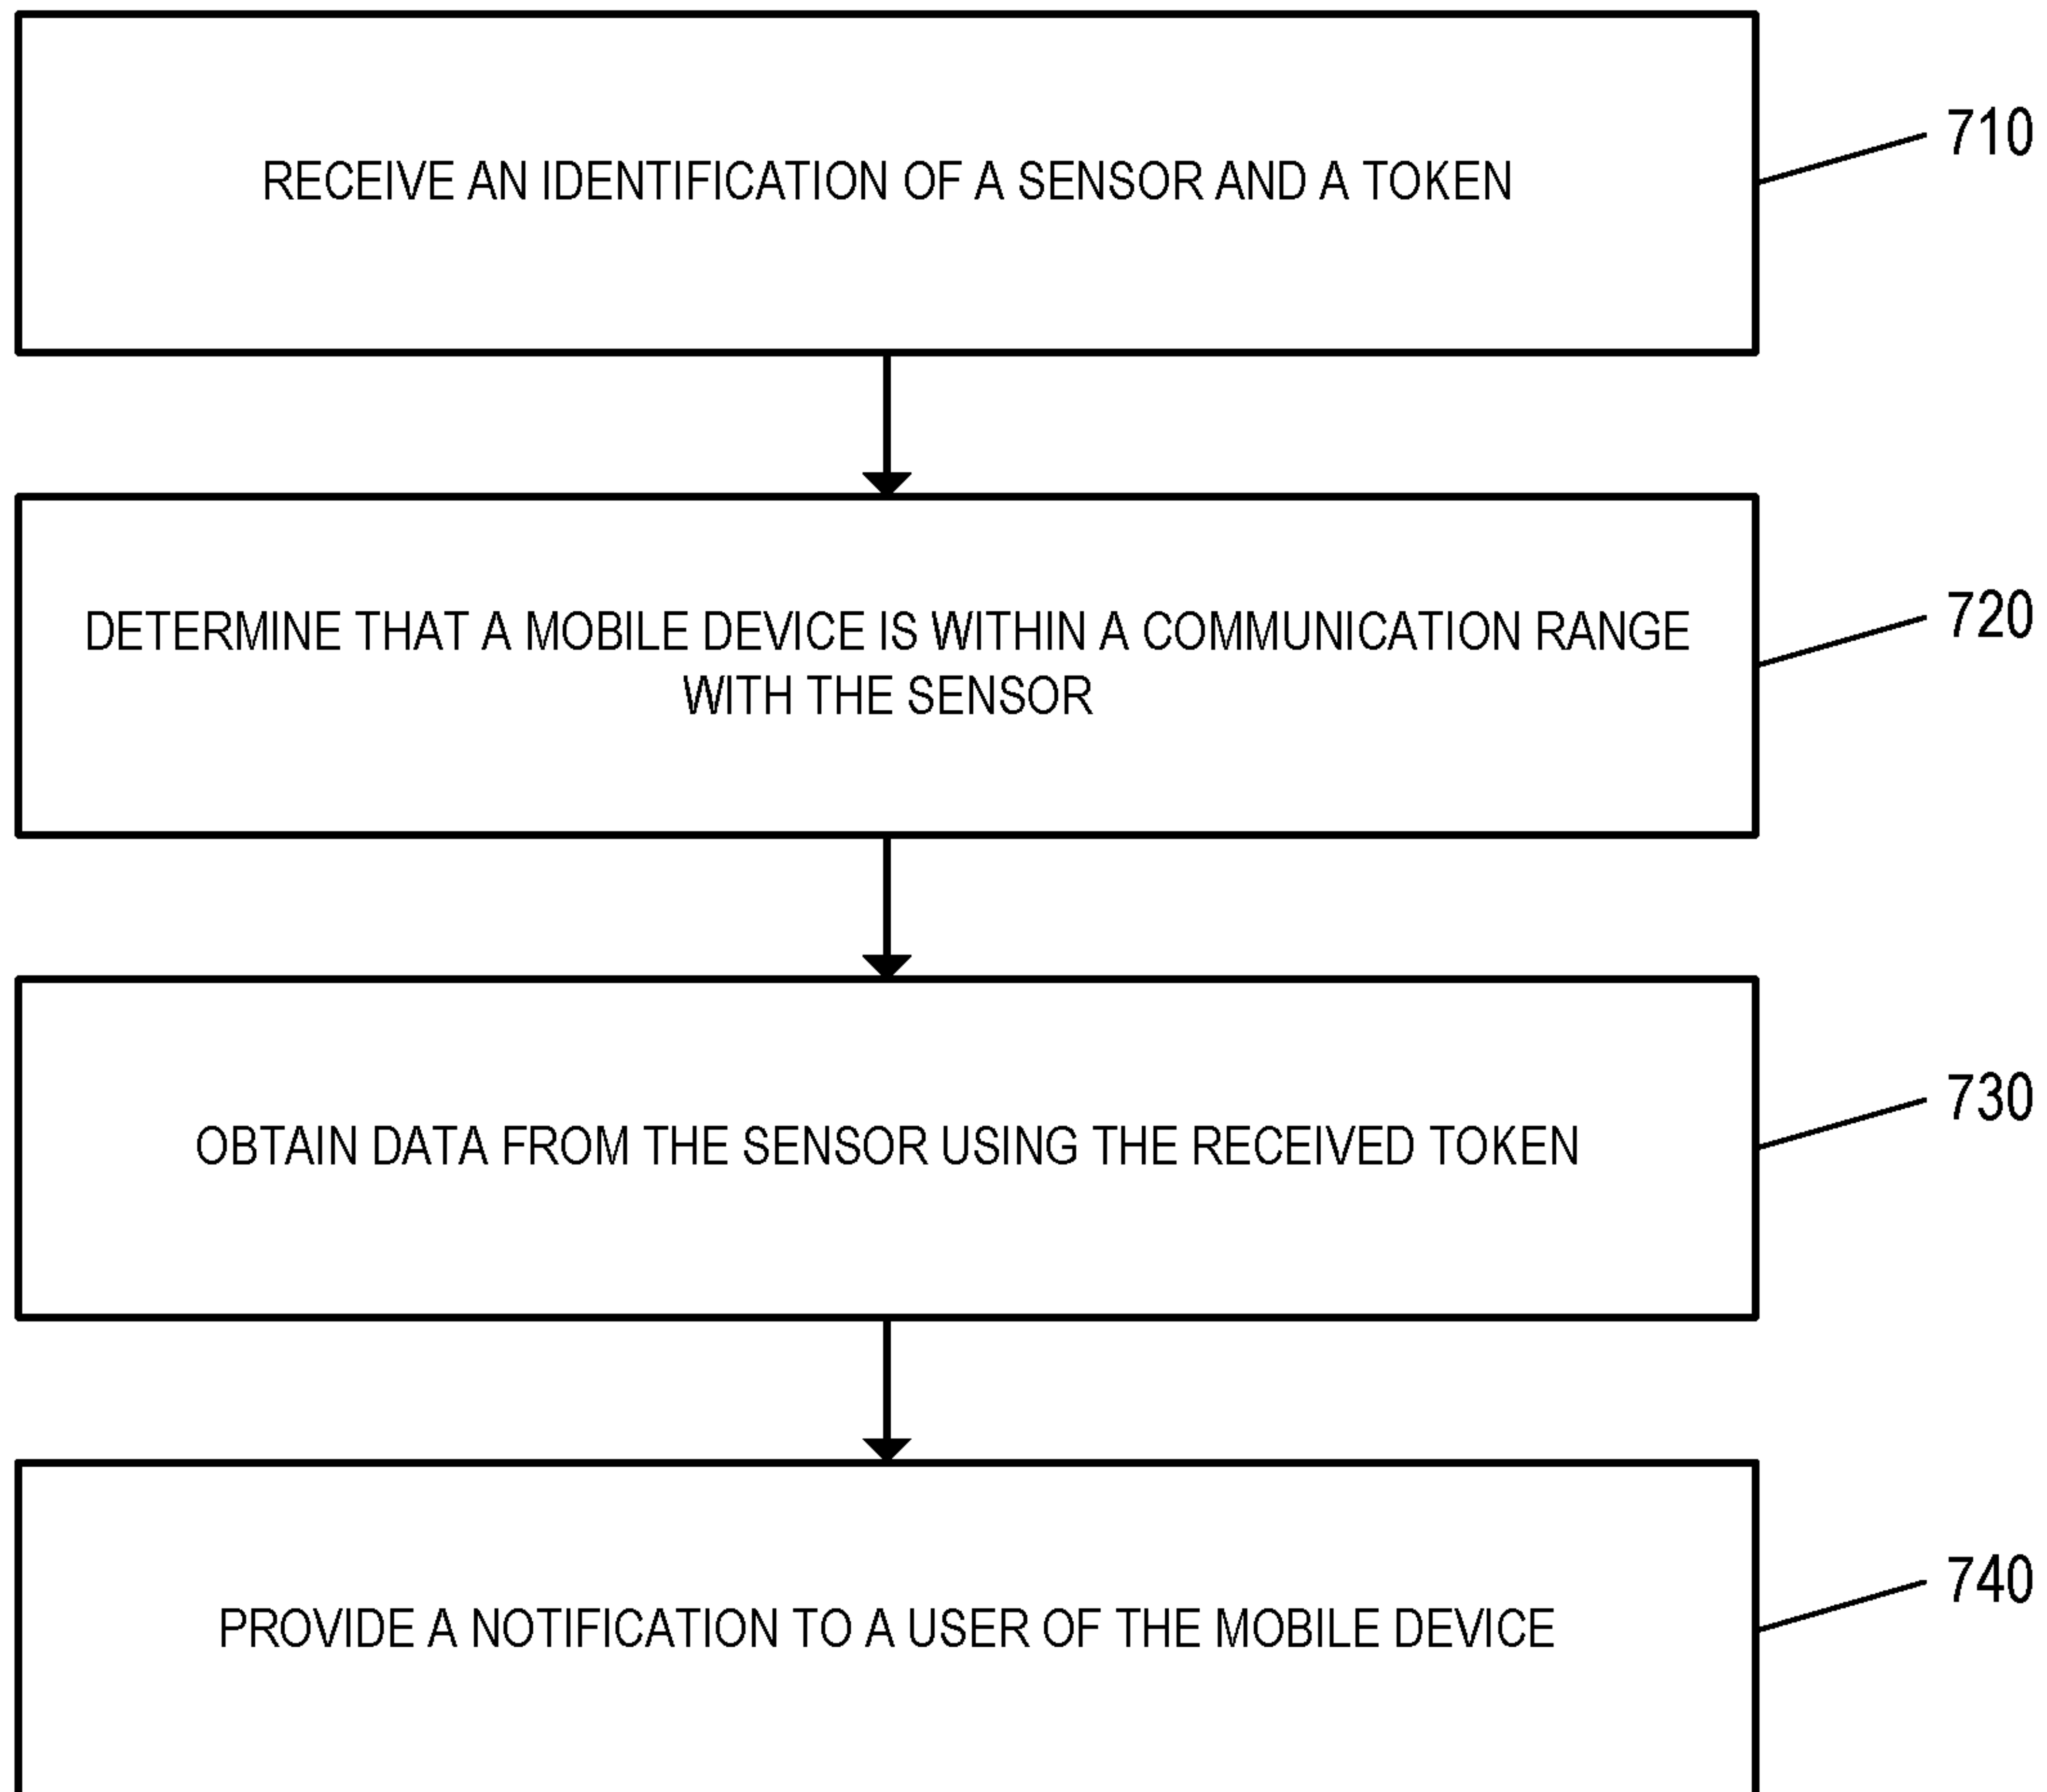 RECEIVE AN IDENTIFICATION OF A SENSOR AND A TOKEN
710
DETERMINE THAT A MOBILE DEVICE IS WITHIN A COMMUNICATION RANGE
WITH THE SENSOR
720
OBTAIN DATA FROM THE SENSOR USING THE RECEIVED TOKEN
730
PROVIDE A NOTIFICATION TO A USER OF THE MOBILE DEVICE
740